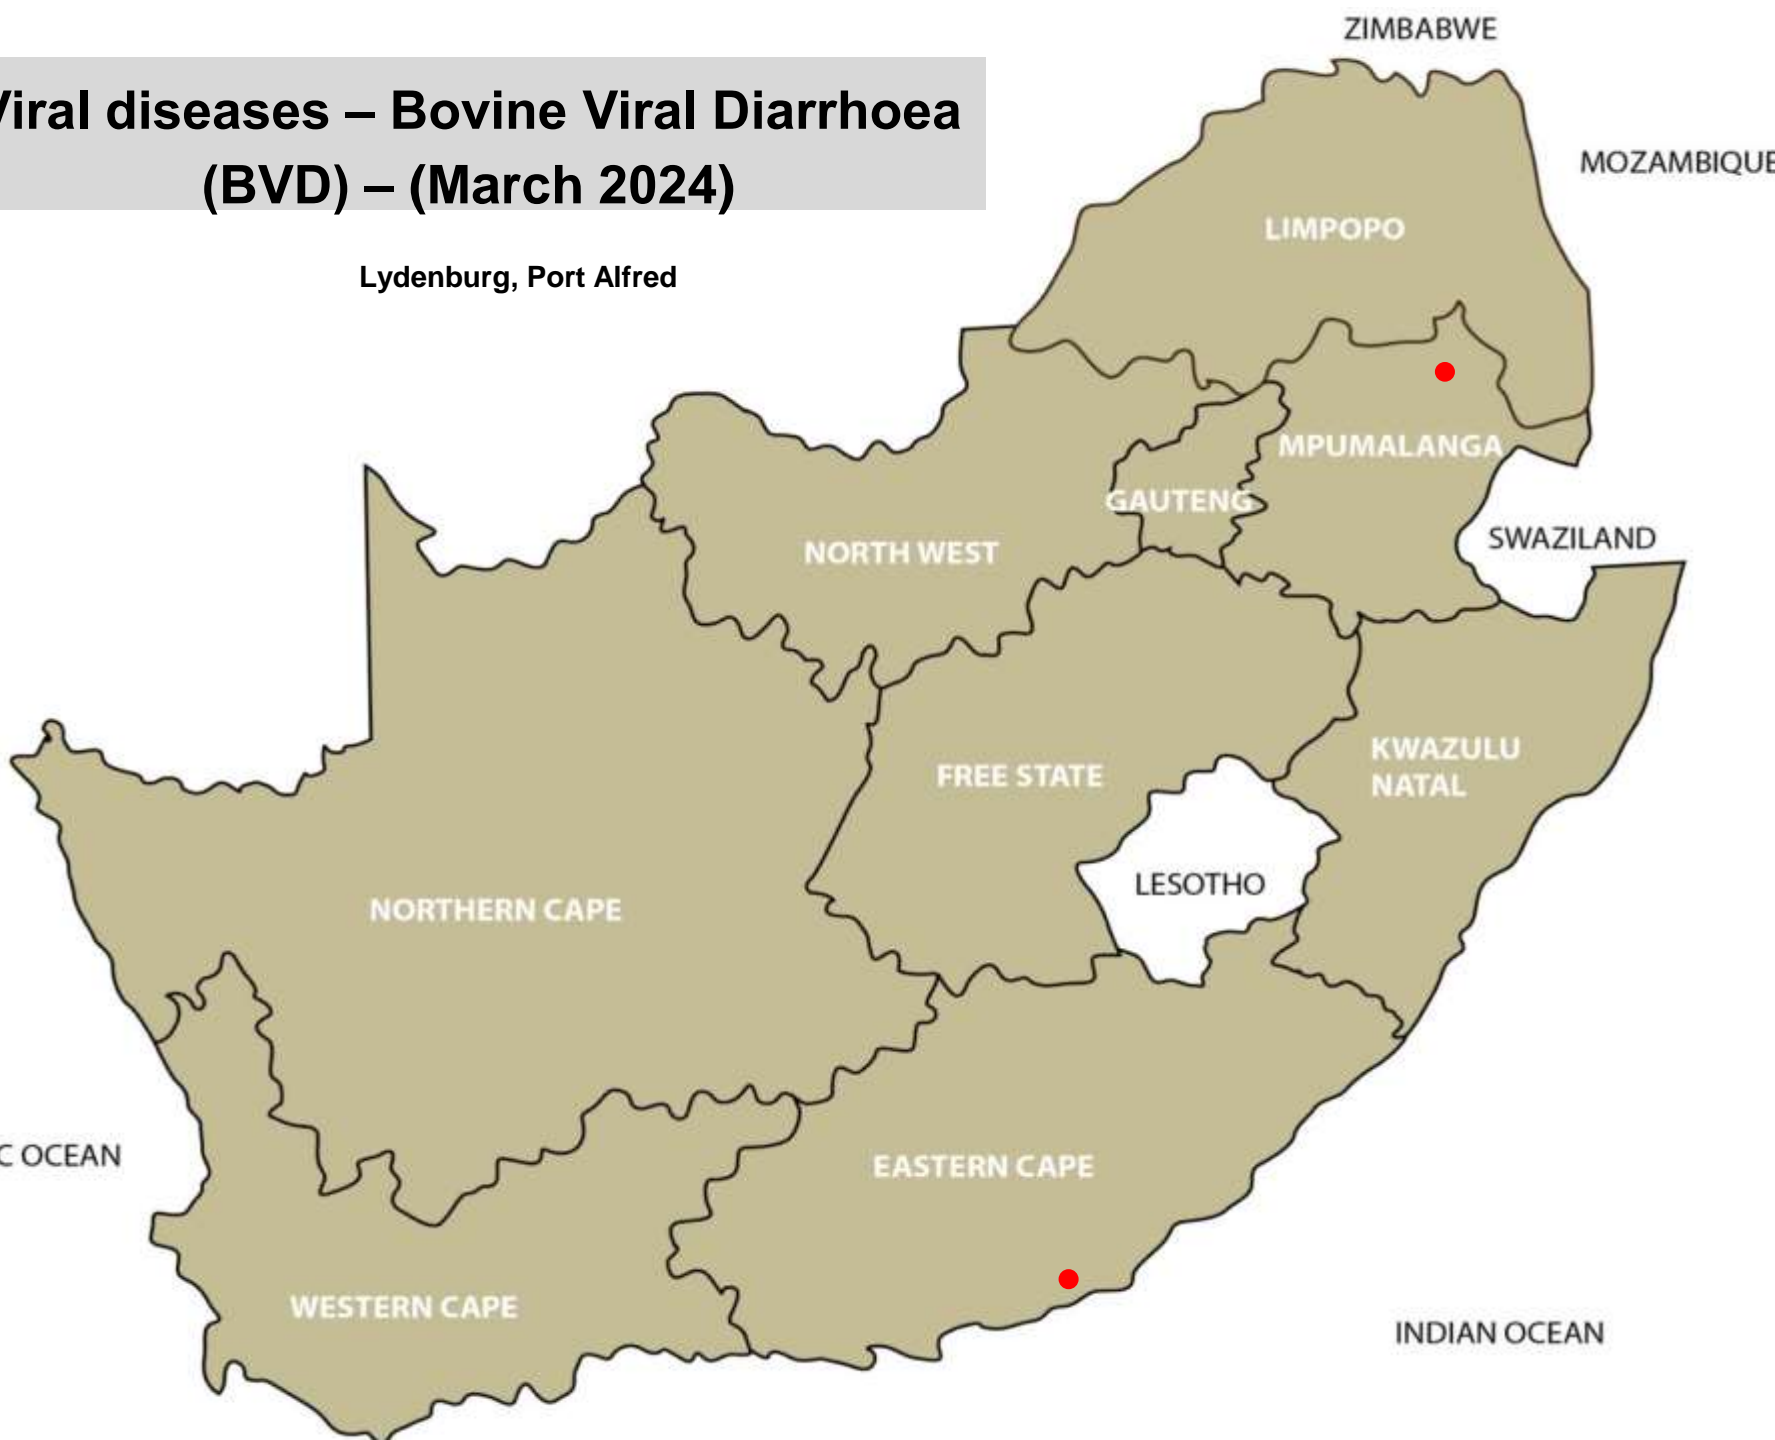 Viral diseases – Bovine Viral Diarrhoea
(BVD) – (March 2024)
Lydenburg, Port Alfred
ZIMBABWE
MOZAMBIQUE
LIMPOPO
MPUMALANGA
GAUTENG
SWAZILAND
NORTH WEST
KWAZULU
NATAL
FREE STATE
LESOTHO
NORTHERN CAPE
C OCEAN
EASTERN CAPE
WESTERN CAPE
INDIAN OCEAN